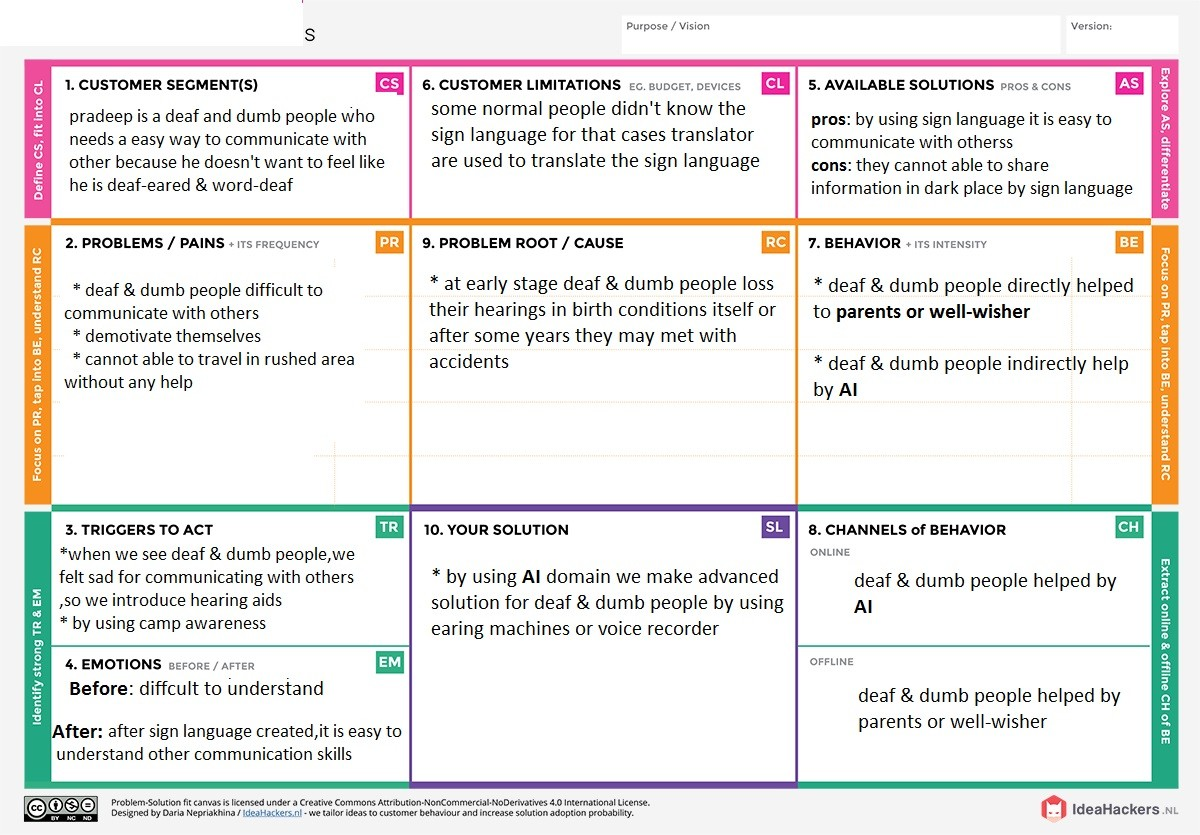 S
Purpose / Vision
Version:
Define CS, fit into CL
1. CUSTOMER SEGMENT(S)
CS
pradeep is a deaf and dumb people who
needs a easy way to communicate with
other because he doesn't want to feel like
he is deaf-eared & word-deaf
6. CUSTOMER LIMITATIONS EG. BUDGET, DEVICES
CL
some normal people didn't know the
sign language for that cases translator
are used to translate the sign language
5. AVAILABLE SOLUTIONS PROS & CONS
AS
pros: by using sign language it is easy to
communicate with otherss
cons: they cannot able to share
information in dark place by sign language
Explore AS, differentiate
Focus on PR, tap into BE, understand RC
2. PROBLEMS / PAINS + ITS FREQUENCY
PR
* deaf & dumb people difficult to
communicate with others
* demotivate themselves
* cannot able to travel in rushed area
without any help
9. PROBLEM ROOT / CAUSE
RC
* at early stage deaf & dumb people loss
their hearings in birth conditions itself or
after some years they may met with
accidents
7. BEHAVIOR + ITS INTENSITY
BE
* deaf & dumb people directly helped
to parents or well-wisher
* deaf & dumb people indirectly help
by AI
Focus on PR, tap into BE, understand RC
Identify strong TR & EM
3. TRIGGERS TO ACT
TR
*when we see deaf & dumb people,we
felt sad for communicating with others
,so we introduce hearing aids
* by using camp awareness
4. EMOTIONS BEFORE / AFTER
EM
Before: diffcult to understand
After: after sign language created,it is easy to
understand other communication skills
10. YOUR SOLUTION
SL
* by using AI domain we make advanced
solution for deaf & dumb people by using
earing machines or voice recorder
8. CHANNELS of BEHAVIOR
CH
ONLINE
deaf & dumb people helped by
AI
OFFLINE
deaf & dumb people helped by
parents or well-wisher
Extract online & offline CH of BE
CC BY NC ND
Problem-Solution fit canvas is licensed under a Creative Commons Attribution-NonCommercial-NoDerivatives 4.0 International License.
Designed by Daria Nepriakhina / IdeaHackers.nl - we tailor ideas to customer behaviour and increase solution adoption probability.
IdeaHackers.NL